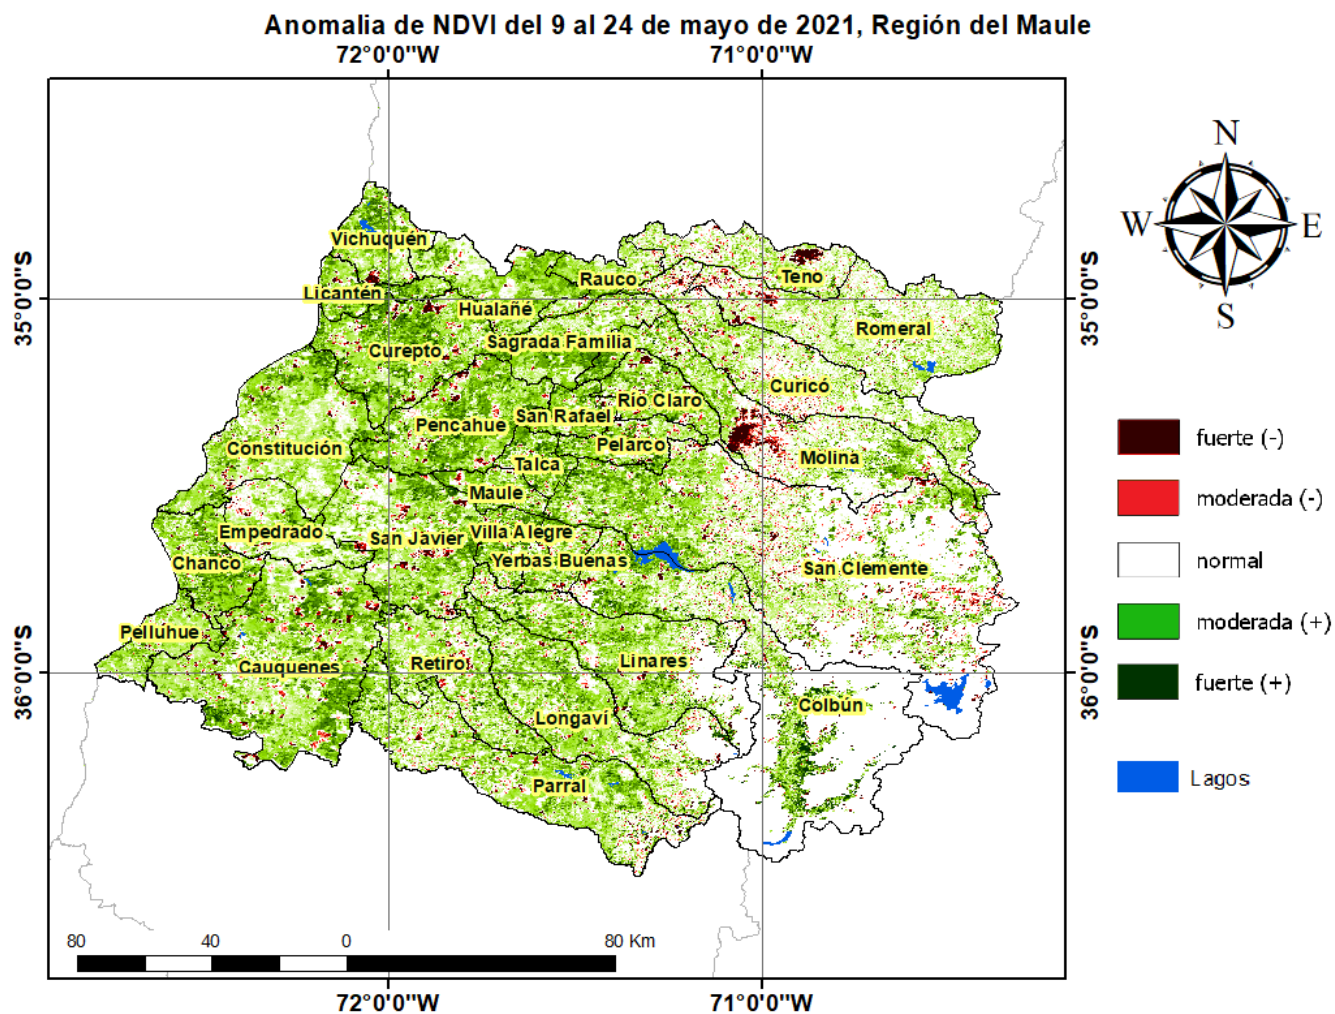 Anomalia de NDVI del 9 al 24 de mayo de 2021, Región del Maule
72°0'0"W
71°0'0"W
N
W
E
S
35°0'0"S
35°0'0"S
36°0'0"S
36°0'0"S
Vichuquén
Licantén
Rauco
Teno
Hualañé
Romeral
Curepto
Sagrada Familia
Curicó
Río Claro
San Rafael
Pencahue
Constitución
Pelarco
Molina
Talca
Maule
Empedrado
San Javier
Villa Alegre
Chanco
Yerbas Buenas
San Clemente
Pelluhue
Cauquenes
Retiro
Linares
Colbún
Longaví
Parral
fuerte (-)
moderada (-)
normal
moderada (+)
fuerte (+)
Lagos
80
40
0
80 Km
72°0'0"W
71°0'0"W